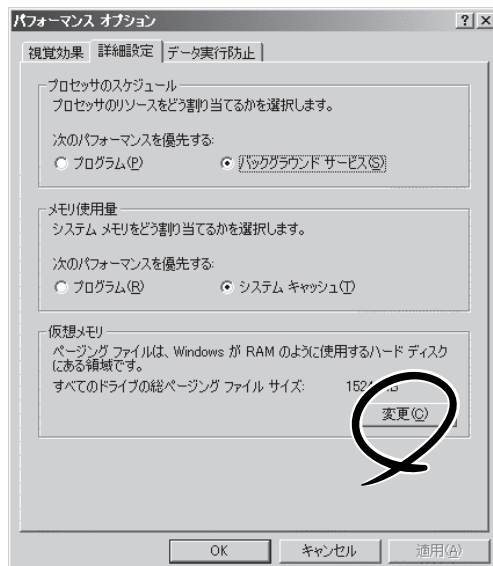 パフォーマンス オプション
視覚効果 詳細設定 データ実行防止
プロセッサのスケジュール
プロセッサのリソースをどう割り当てるかを選択します。
次のパフォーマンスを優先する:
プログラム(P) バックグラウンド サービス(S)
メモリ使用量
システム メモリをどう割り当てるかを選択します。
次のパフォーマンスを優先する:
プログラム(R) システム キャッシュ(T)
仮想メモリ
ページング ファイルは、Windows が RAM のように使用するハード ディスク
にある領域です。
すべてのドライブの総ページング ファイル サイズ:
変更(C)
OK キャンセル 適用(A)